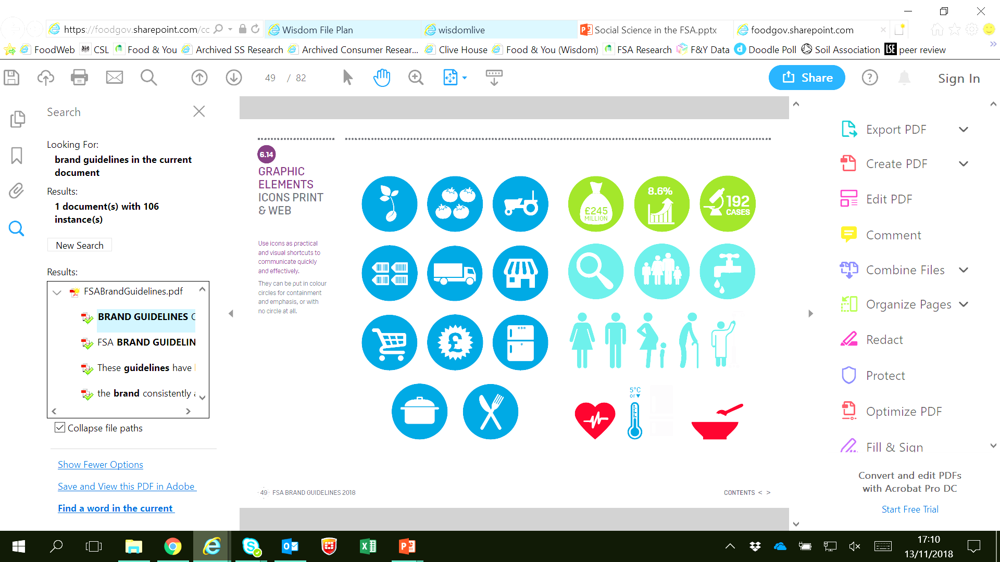 https://foodgov.sharepoint.com/cc
Wisdom File Plan
wisdomlive
Social Science in the FSA.pptx
foodgov.sharepoint.com
FoodWeb
CSL
Food & You
Archived SS Research
Archived Consumer Resear...
Clive House
Food & You (Wisdom)
FSA Research
F&Y Data
d
Doodle Poll
Soil Association
LSE
peer review
49 / 82
Share
Sign In
Search
Looking For:
brand guidelines in the current
document
Results:
1 document(s) with 106
instance(s)
New Search
Results:
FSABrandGuidelines.pdf
BRAND GUIDELINES C
FSA BRAND GUIDELIN
These guidelines have
the brand consistently a
Collapse file paths
Show Fewer Options
Save and View this PDF in Adobe
Find a word in the current
6.14
GRAPHIC
ELEMENTS
ICONS PRINT
& WEB
Use icons as practical
and visual shortcuts to
communicate quickly
and effectively.
They can be put in colour
circles for containment
and emphasis, or with
no circle at all.
£245
MILLION
8.6%
192
CASES
£
***
*
5°C
or▼
49 FSA BRAND GUIDELINES 2018
CONTENTS < >
Export PDF
Create PDF
Edit PDF
Comment
Combine Files
Organize Pages
Redact
Protect
Optimize PDF
Fill & Sign
Convert and edit PDFs
with Acrobat Pro DC
Start Free Trial
17:10
13/11/2018